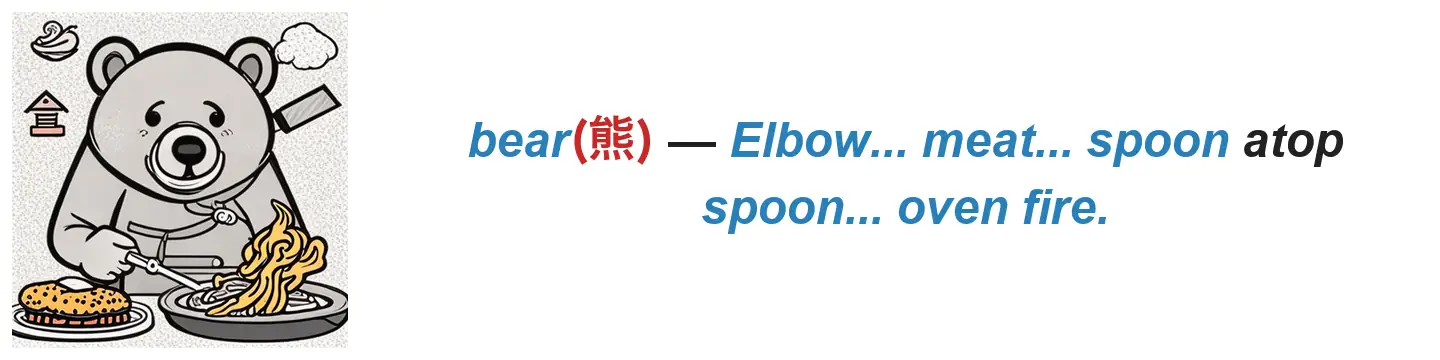 bear(熊) — Elbow... meat... spoon atop
spoon... oven fire.